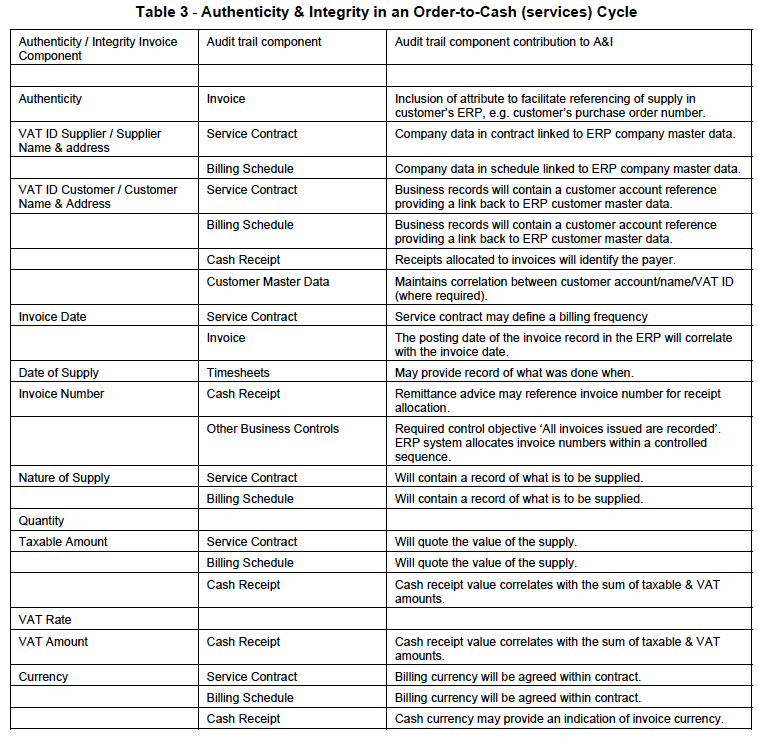 Table 3 - Authenticity & Integrity in an Order-to-Cash (services) Cycle
Authenticity / Integrity Invoice
Component
Audit trail component
Audit trail component contribution to A&I
Authenticity
Invoice
Inclusion of attribute to facilitate referencing of supply in
customer's ERP, e.g. customer's purchase order number.
VAT ID Supplier / Supplier
Name & address
Service Contract
Company data in contract linked to ERP company master data.
Billing Schedule
Company data in schedule linked to ERP company master data.
VAT ID Customer / Customer
Name & Address
Service Contract
Business records will contain a customer account reference
providing a link back to ERP customer master data.
Billing Schedule
Business records will contain a customer account reference
providing a link back to ERP customer master data.
Cash Receipt
Receipts allocated to invoices will identify the payer.
Customer Master Data
Maintains correlation between customer account/name/VAT ID
(where required).
Invoice Date
Service Contract
Service contract may define a billing frequency
Invoice
The posting date of the invoice record in the ERP will correlate
with the invoice date.
Date of Supply
Timesheets
May provide record of what was done when.
Invoice Number
Cash Receipt
Remittance advice may reference invoice number for receipt
allocation.
Other Business Controls
Required control objective ‘All invoices issued are recorded’.
ERP system allocates invoice numbers within a controlled
sequence.
Nature of Supply
Service Contract
Will contain a record of what is to be supplied.
Billing Schedule
Will contain a record of what is to be supplied.
Quantity
Taxable Amount
Service Contract
Will quote the value of the supply.
Billing Schedule
Will quote the value of the supply.
Cash Receipt
Cash receipt value correlates with the sum of taxable & VAT
amounts.
VAT Rate
VAT Amount
Cash Receipt
Cash receipt value correlates with the sum of taxable & VAT
amounts.
Currency
Service Contract
Billing currency will be agreed within contract.
Billing Schedule
Billing currency will be agreed within contract.
Cash Receipt
Cash currency may provide an indication of invoice currency.